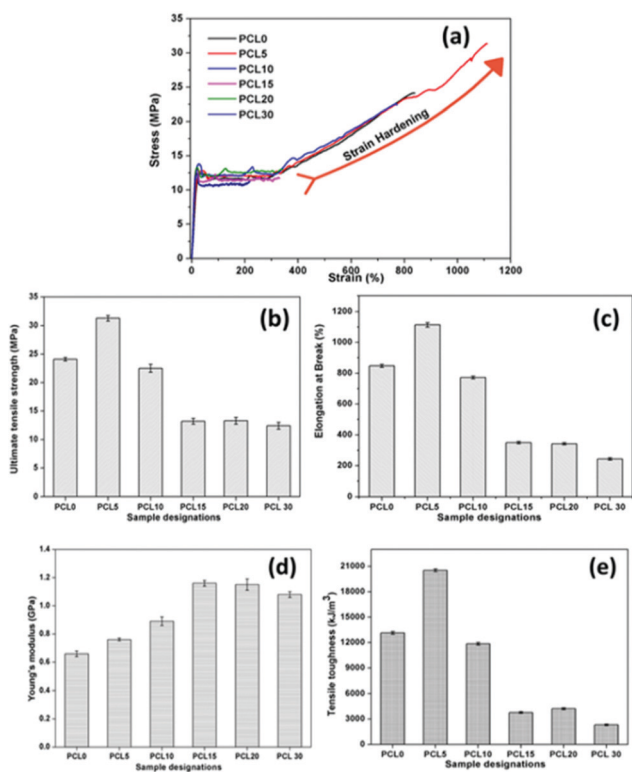 (a)
PCL0
PCL5
PCL10
PCL15
PCL20
PCL30
Strain Hardening
Stress (MPa)
35
30
25
20
15
10
5
0
0 200 400 600 800 1000 1200
Strain (%)
(b)
Ultimate tensile strength (MPa)
35
30
25
20
15
10
5
0
PCL0 PCL5 PCL10 PCL15 PCL20 PCL 30
Sample designations
(c)
Elongation at Break (%)
1200
1000
800
600
400
200
0
PCL0 PCL5 PCL10 PCL15 PCL20 PCL 30
Sample designations
(d)
Young's modulus (GPa)
1.4
1.2
1.0
0.8
0.6
0.4
0.2
0.0
PCL0 PCL5 PCL10 PCL15 PCL20 PCL 30
Sample designations
(e)
Tensile toughness (kJ/m³)
21000
18000
15000
12000
9000
6000
3000
0
PCL0 PCL5 PCL10 PCL15 PCL20 PCL 30
Sample designations